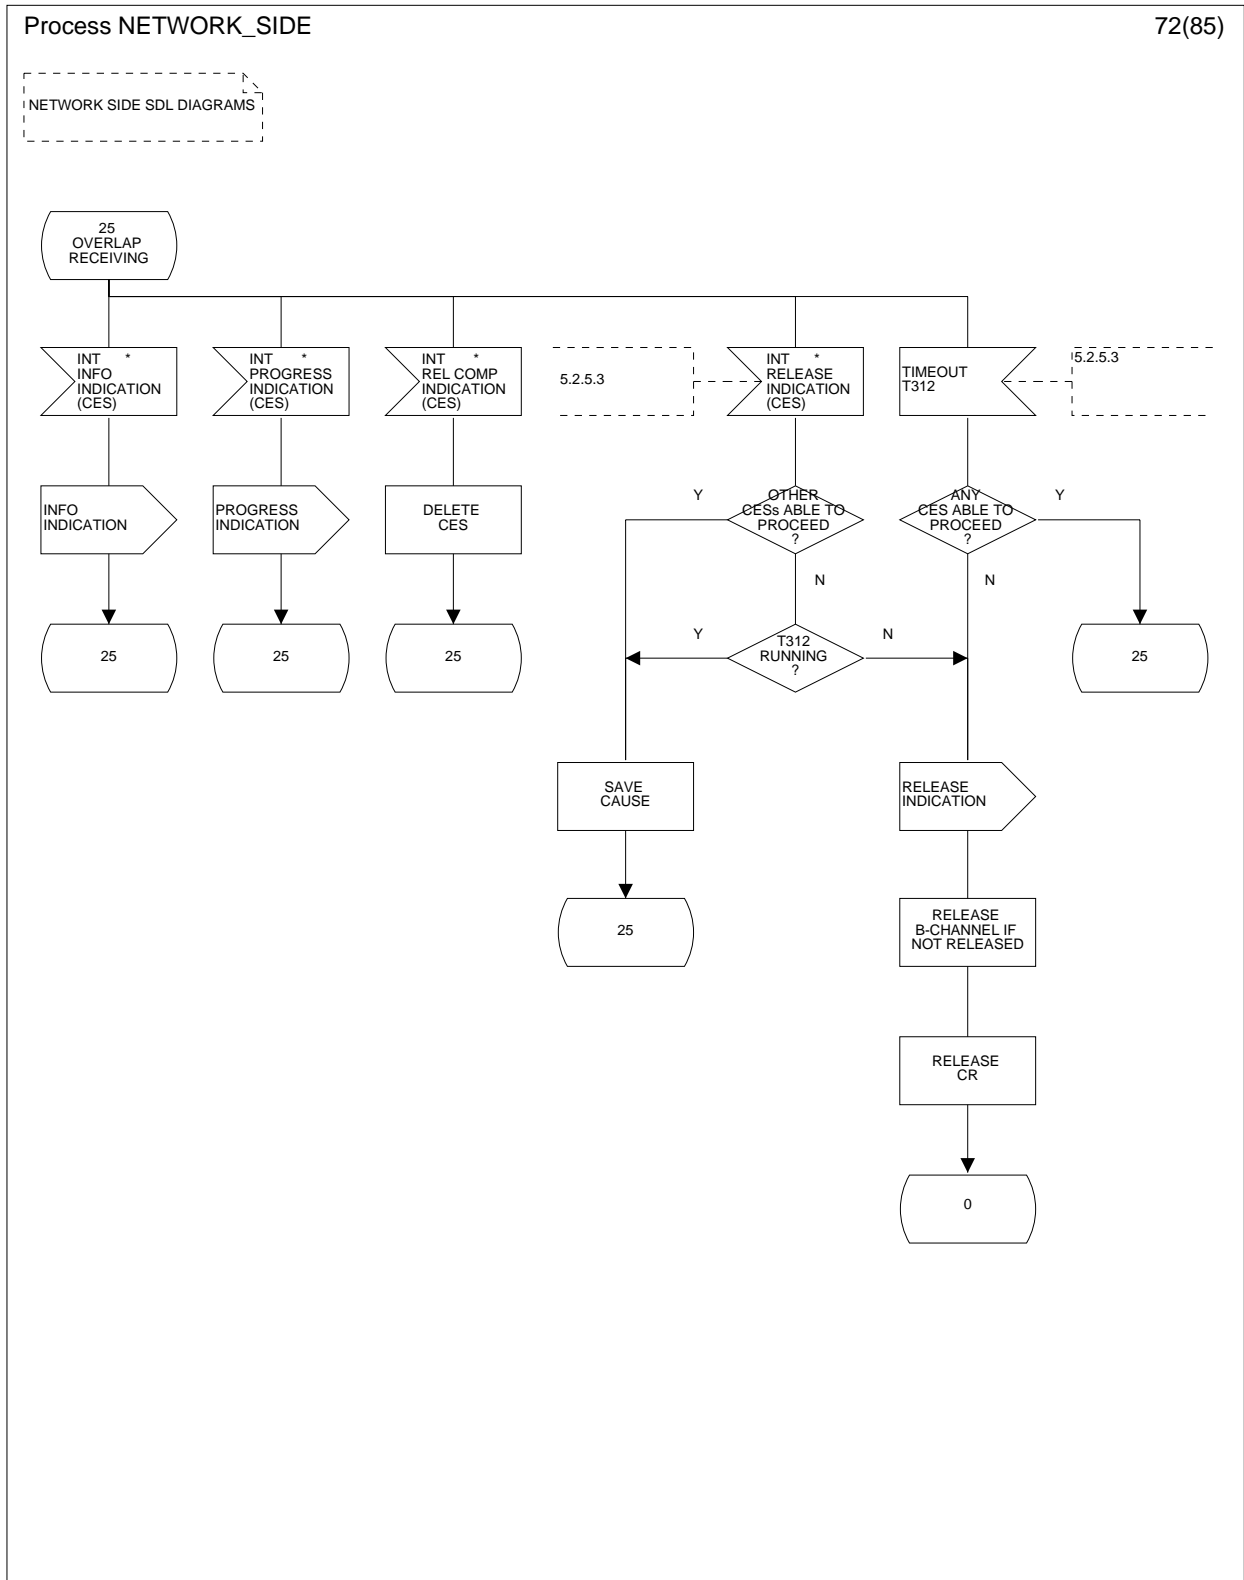 Process NETWORK_SIDE
72(85)
NETWORK SIDE SDL DIAGRAMS
25
OVERLAP
RECEIVING
INT *
INFO
INDICATION
(CES)
INT *
PROGRESS
INDICATION
(CES)
INT *
REL COMP
INDICATION
(CES)
5.2.5.3
INT *
RELEASE
INDICATION
(CES)
TIMEOUT
T312
5.2.5.3
INFO
INDICATION
PROGRESS
INDICATION
DELETE
CES
Y
OTHER
CESs ABLE TO
PROCEED
?
N
ANY
CES ABLE TO
PROCEED
?
Y
N
25
25
25
Y
T312
RUNNING
?
N
25
SAVE
CAUSE
RELEASE
INDICATION
25
RELEASE
B-CHANNEL IF
NOT RELEASED
RELEASE
CR
0